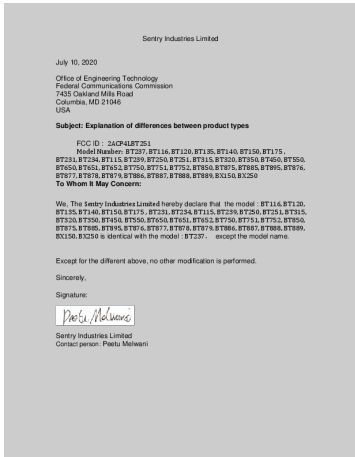 Sentry Industries Limited
July 10, 2020
Office of Engineering Technology
Federal Communications Commission
7435 Oakland Mills Road
Columbia, MD 21046
USA
Subject: Explanation of differences between product types
FCC ID : 2ACP4LBT251
Model Number: BT237, BT116, BT120, BT135, BT140, BT150, BT175,
BT231, BT234, BT115, BT239, BT250, BT251, BT315, BT320, BT350, BT450, BT550,
BT650, BT651, BT652, BT750, BT751, BT752, BT850, BT875, BT885, BT895, BT876,
BT877, BT878, BT879, BT886, BT887, BT888, BT889, BX150, BX250
To Whom It May Concern:
We, The Sentry Industries Limited hereby declare that the model : BT116, BT120,
BT135, BT140, BT150, BT175 , BT231, BT234, BT115, BT239, BT250, BT251, BT315,
BT320, BT350, BT450, BT550, BT650, BT651, BT652, BT750, BT751, BT752, BT850,
BT875, BT885, BT895, BT876, BT877, BT878, BT879, BT886, BT887, BT888, BT889,
BX150, BX250 is identical with the model : BT237, except the model name.
Except for the different above, no other modification is performed.
Sincerely,
Signature:
Peetu Melwani
Sentry Industries Limited
Contact person: Peetu Melwani